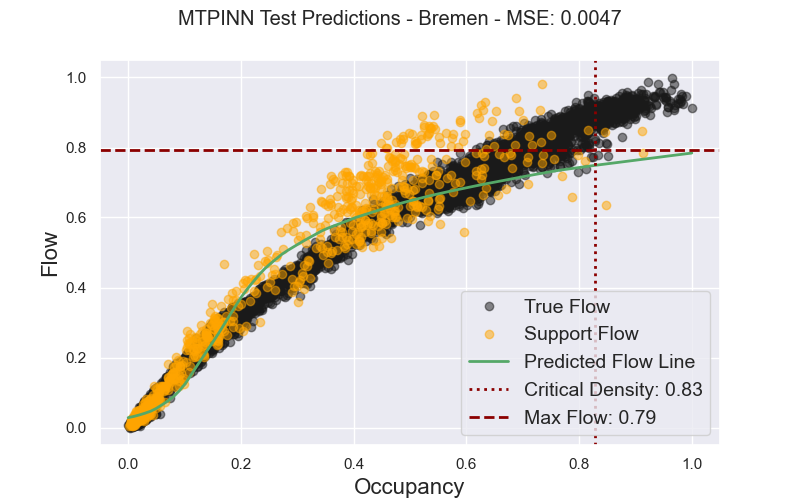 MTPINN Test Predictions - Bremen - MSE: 0.0047
1.0
0.8
0.6
0.4
0.2
0.0
Flow
True Flow
Support Flow
Predicted Flow Line
Critical Density: 0.83
Max Flow: 0.79
0.0 0.2 0.4 0.6 0.8 1.0
Occupancy